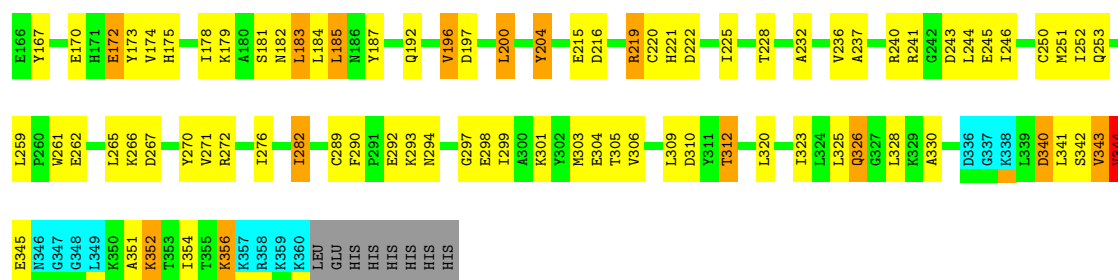 E166 Y167 E170 H171 E172 Y173 V174 H175 I178 K179 A180 S181 N182 L183 L184 L185 N186 Y187 Q192 V196 D197 L200 Y204 E215 D216 R219 C220 H221 D222 I225 T228 A232 V236 A237 R240 R241 G242 D243 L244 E245 I246 C250 M251 I252 Q253
L259 P260 W261 E262 L265 K266 D267 Y270 V271 R272 I276 I282 C289 F290 P291 E292 K293 N294 G297 E298 I299 A300 K301 Y302 M303 E304 T305 V306 L309 D310 Y311 T312 L320 I323 L324 L325 Q326 G327 L328 K329 A330 D336 G337 K338 L339 D340 L341 S342 V343 V344
E345 N346 G347 G348 L349 K350 A351 K352 T353 I354 T355 K356 K357 R358 K359 K360 LEU GLU HIS HIS HIS HIS HIS HIS